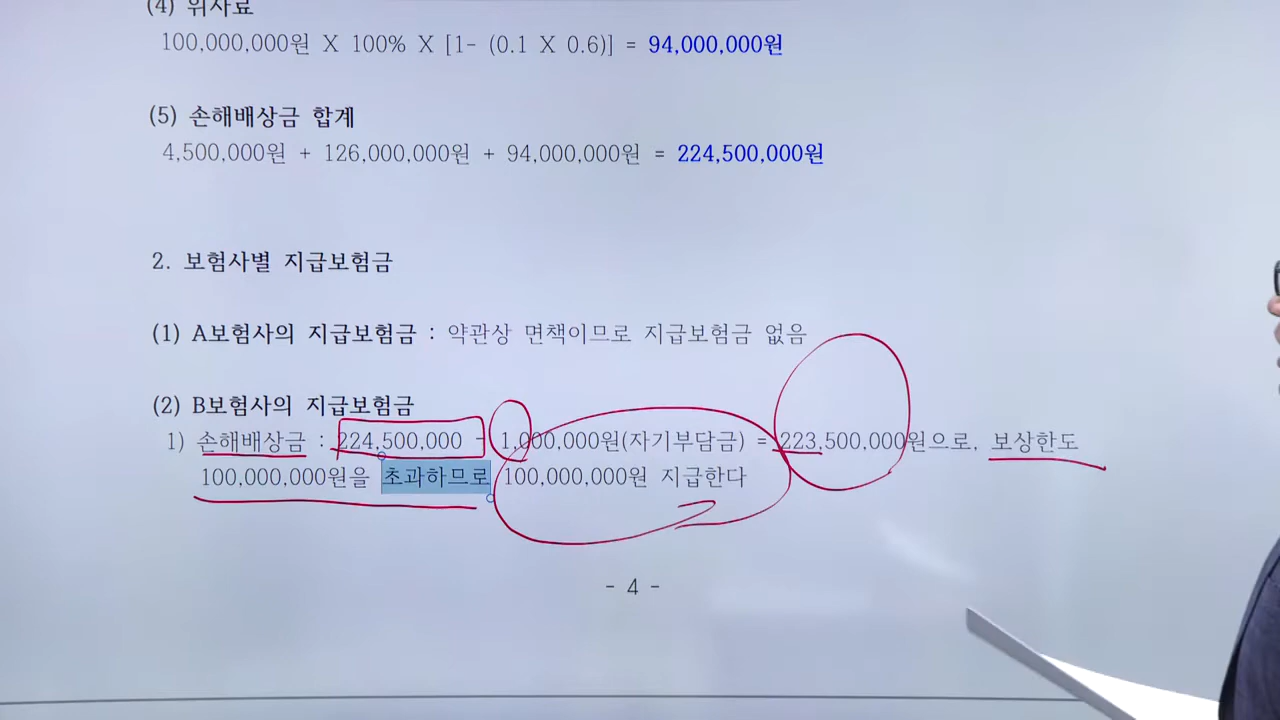 (4) 위자료
100,000,000원 X 100% X [1- (0.1 X 0.6)] = 94,000,000원
(5) 손해배상금 합계
4,500,000원 + 126,000,000원 + 94,000,000원 = 224,500,000원
2. 보험사별 지급보험금
(1) A보험사의 지급보험금 : 약관상 면책이므로 지급보험금 없음
(2) B보험사의 지급보험금
1) 손해배상금 : 224,500,000 - 1,000,000원(자기부담금) = 223,500,000원으로, 보상한도
100,000,000원을 초과하므로 100,000,000원 지급한다
- 4 -